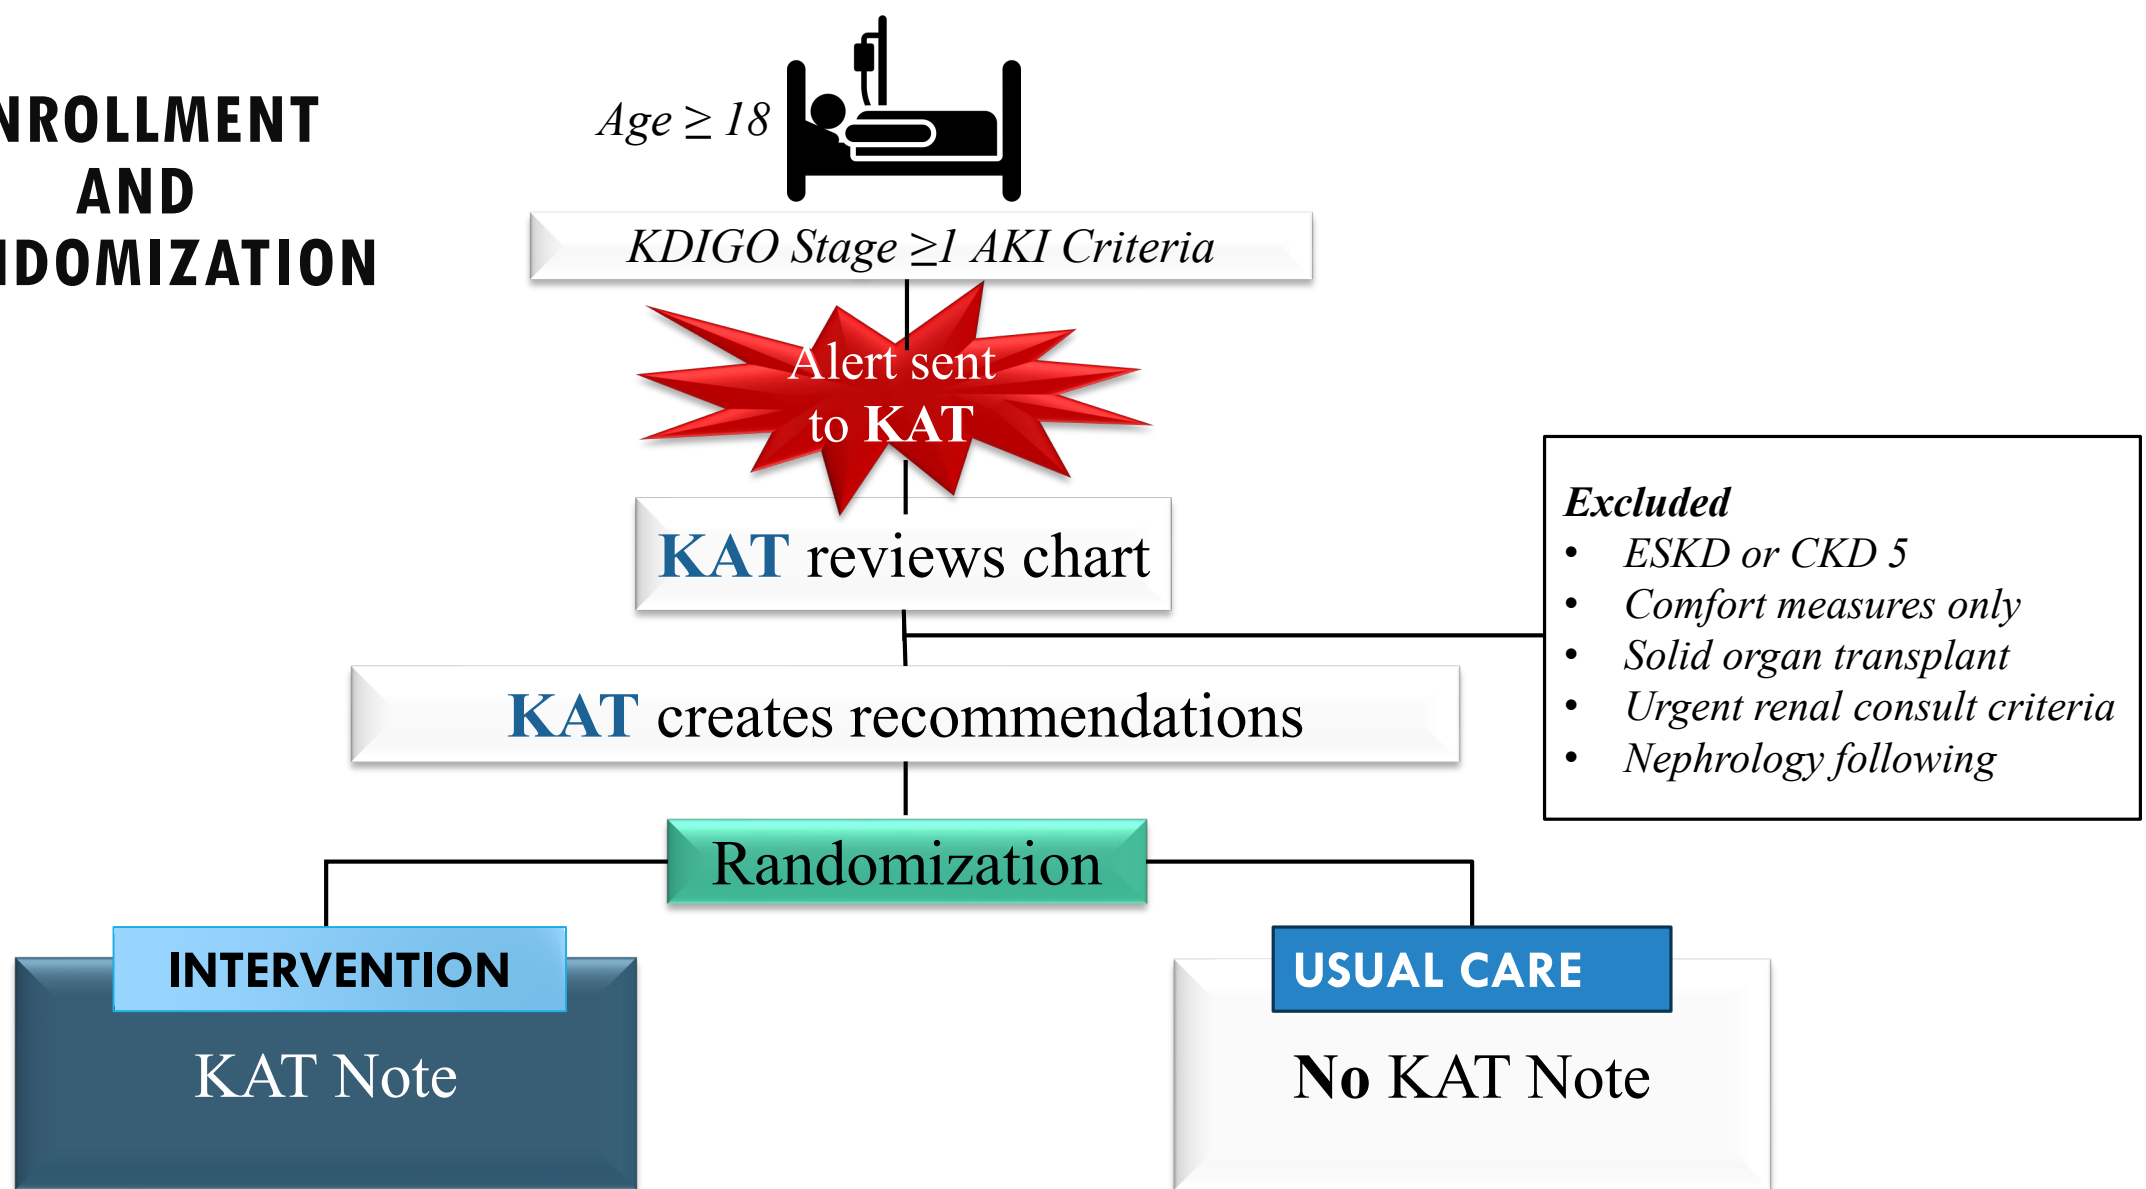 NROLLMENT
AND
NDOMIZATION
Age ≥ 18
KDIGO Stage ≥1 AKI Criteria
Alert sent
to KAT
KAT reviews chart
Excluded
• ESKD or CKD 5
• Comfort measures only
• Solid organ transplant
• Urgent renal consult criteria
• Nephrology following
KAT creates recommendations
Randomization
INTERVENTION
KAT Note
USUAL CARE
No KAT Note